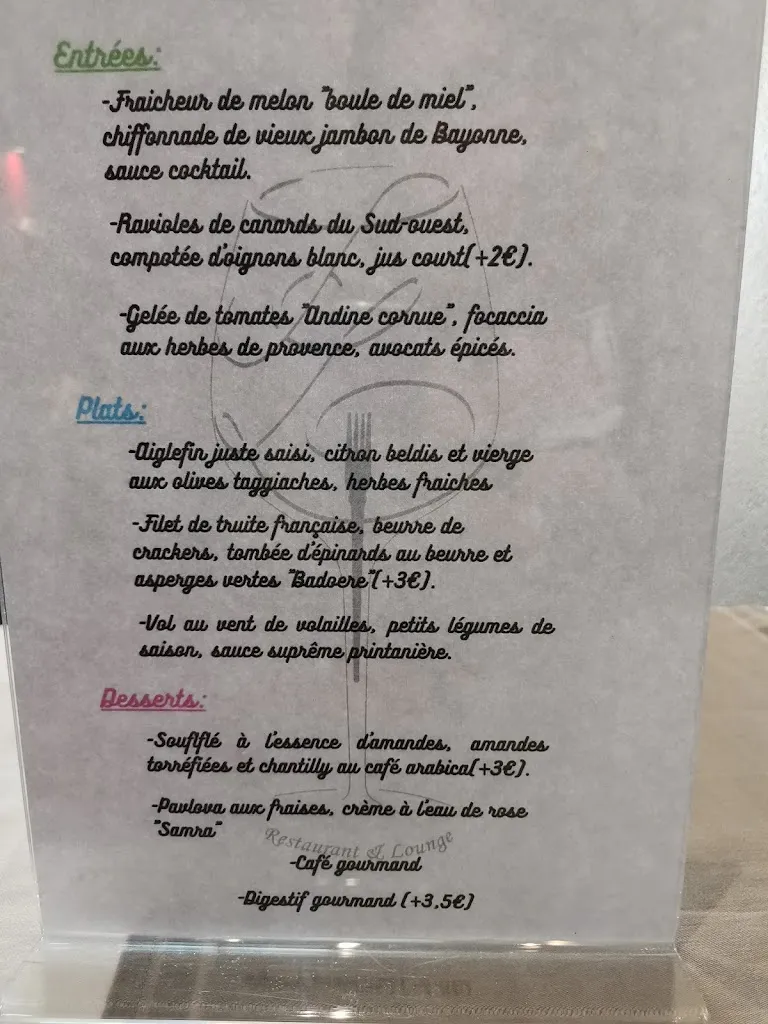 Entrées:
-Fraicheur de melon "boule de miel",
chiffonnade de vieux jambon de Bayonne,
sauce cocktail.
-Ravioles de canards du Sud-ouest,
compotée d'oignons blanc, jus court(+2€).
-Gelée de tomates "Andine cornue", focaccia
aux herbes de provence, avocats épicés.
Plats:
-Aiglefin juste saisi, citron beldis et vierge
aux olives taggiaches, herbes fraiches
-Filet de truite française, beurre de
crackers, tombée d'épinards au beurre et
asperges vertes "Badoere"(+3€).
-Vol au vent de volailles, petits légumes de
saison, sauce suprême printanière.
Desserts:
-Souflflé à l'essence d'amandes, amandes
torréfiées et chantilly au café arabica(+3€).
-Pavlova aux fraises, crème à l'eau de rose
"Samra"
Restaurant & Lounge
-Café gourmand
-Digestif gourmand (+3,5€)